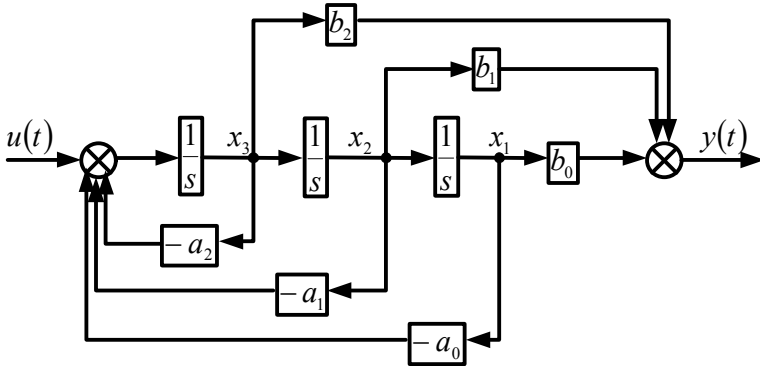 b₂
b₁
u(t)
1/s
x₃
1/s
x₂
1/s
x₁
b₀
y(t)
−a₂
−a₁
−a₀